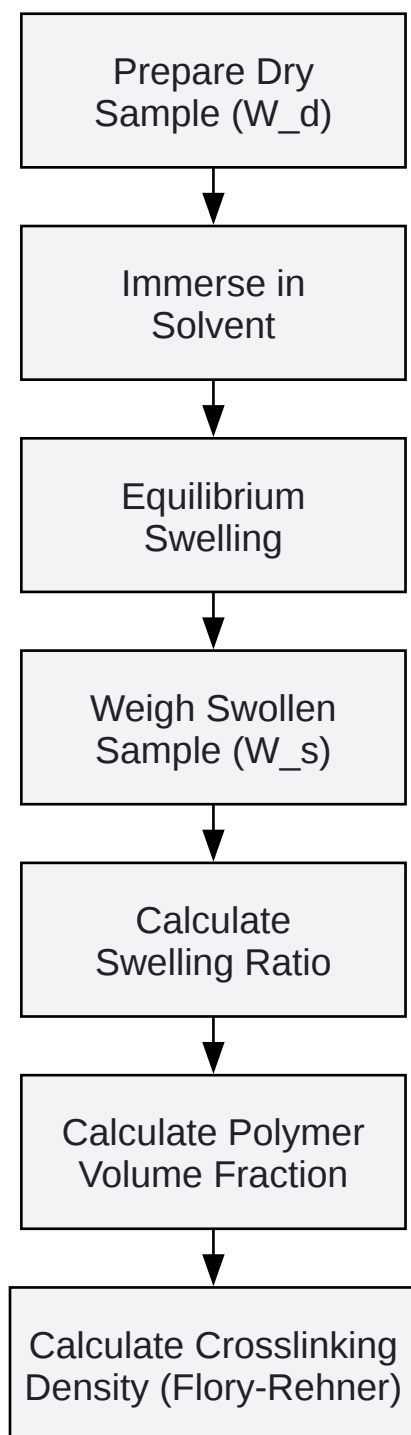 Prepare Dry
Sample (W_d)
Immerse in
Solvent
Equilibrium
Swelling
Weigh Swollen
Sample (W_s)
Calculate
Swelling Ratio
Calculate Polymer
Volume Fraction
Calculate Crosslinking
Density (Flory-Rehner)